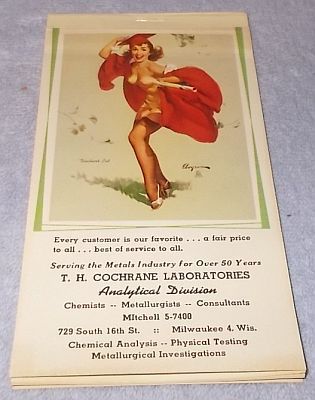 Elvgren
Every customer is our favorite ... a fair price
to all ... best of service to all.
Serving the Metals Industry for Over 50 Years
T. H. COCHRANE LABORATORIES
Analytical Division
Chemists -- Metallurgists -- Consultants
MItchell 5-7400
729 South 16th St. :: Milwaukee 4, Wis.
Chemical Analysis -- Physical Testing
Metallurgical Investigations